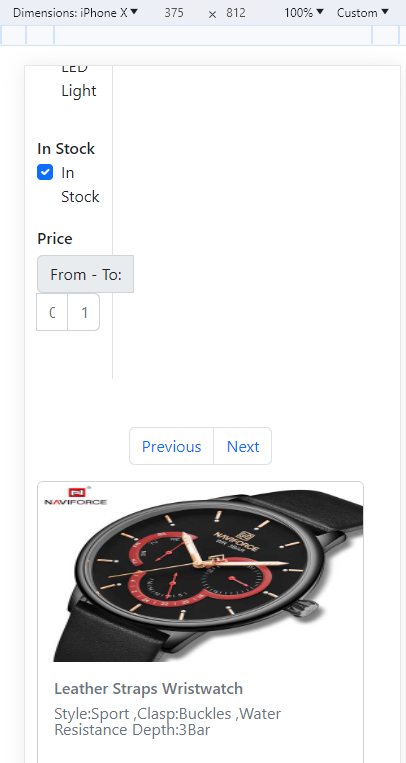 Dimensions: iPhone X 375 × 812 100% Custom
LED
Light
In Stock
In
Stock
Price
From - To:
0 1
Previous Next
NAVIFORCE
NAVIFORCE
Leather Straps Wristwatch
Style:Sport ,Clasp:Buckles ,Water
Resistance Depth:3Bar